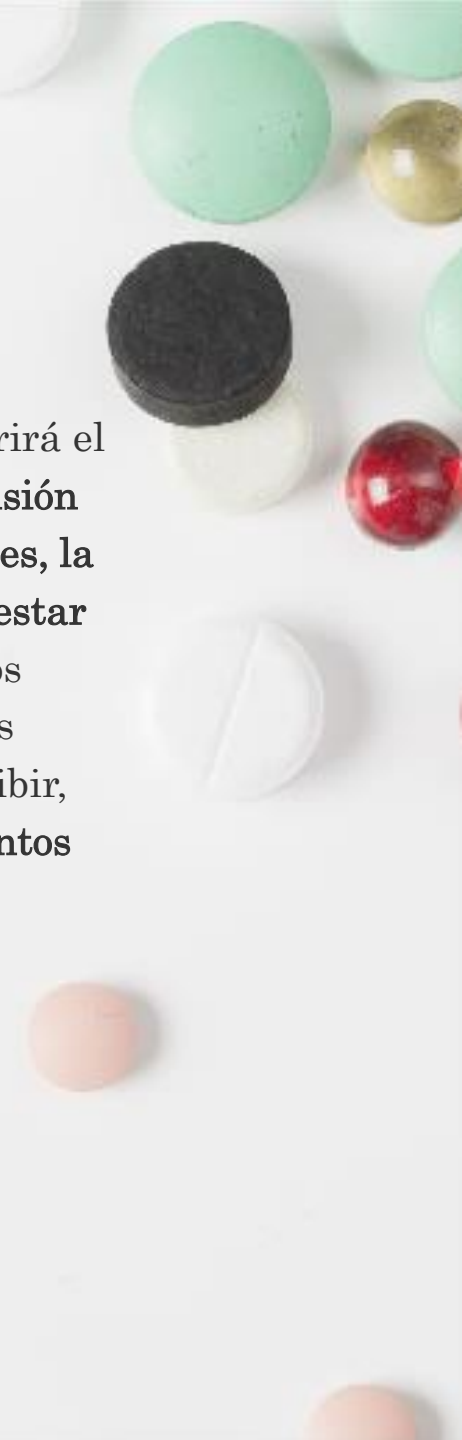 rirá el
sión
es, la
estar
os
s
ibir,
ntos